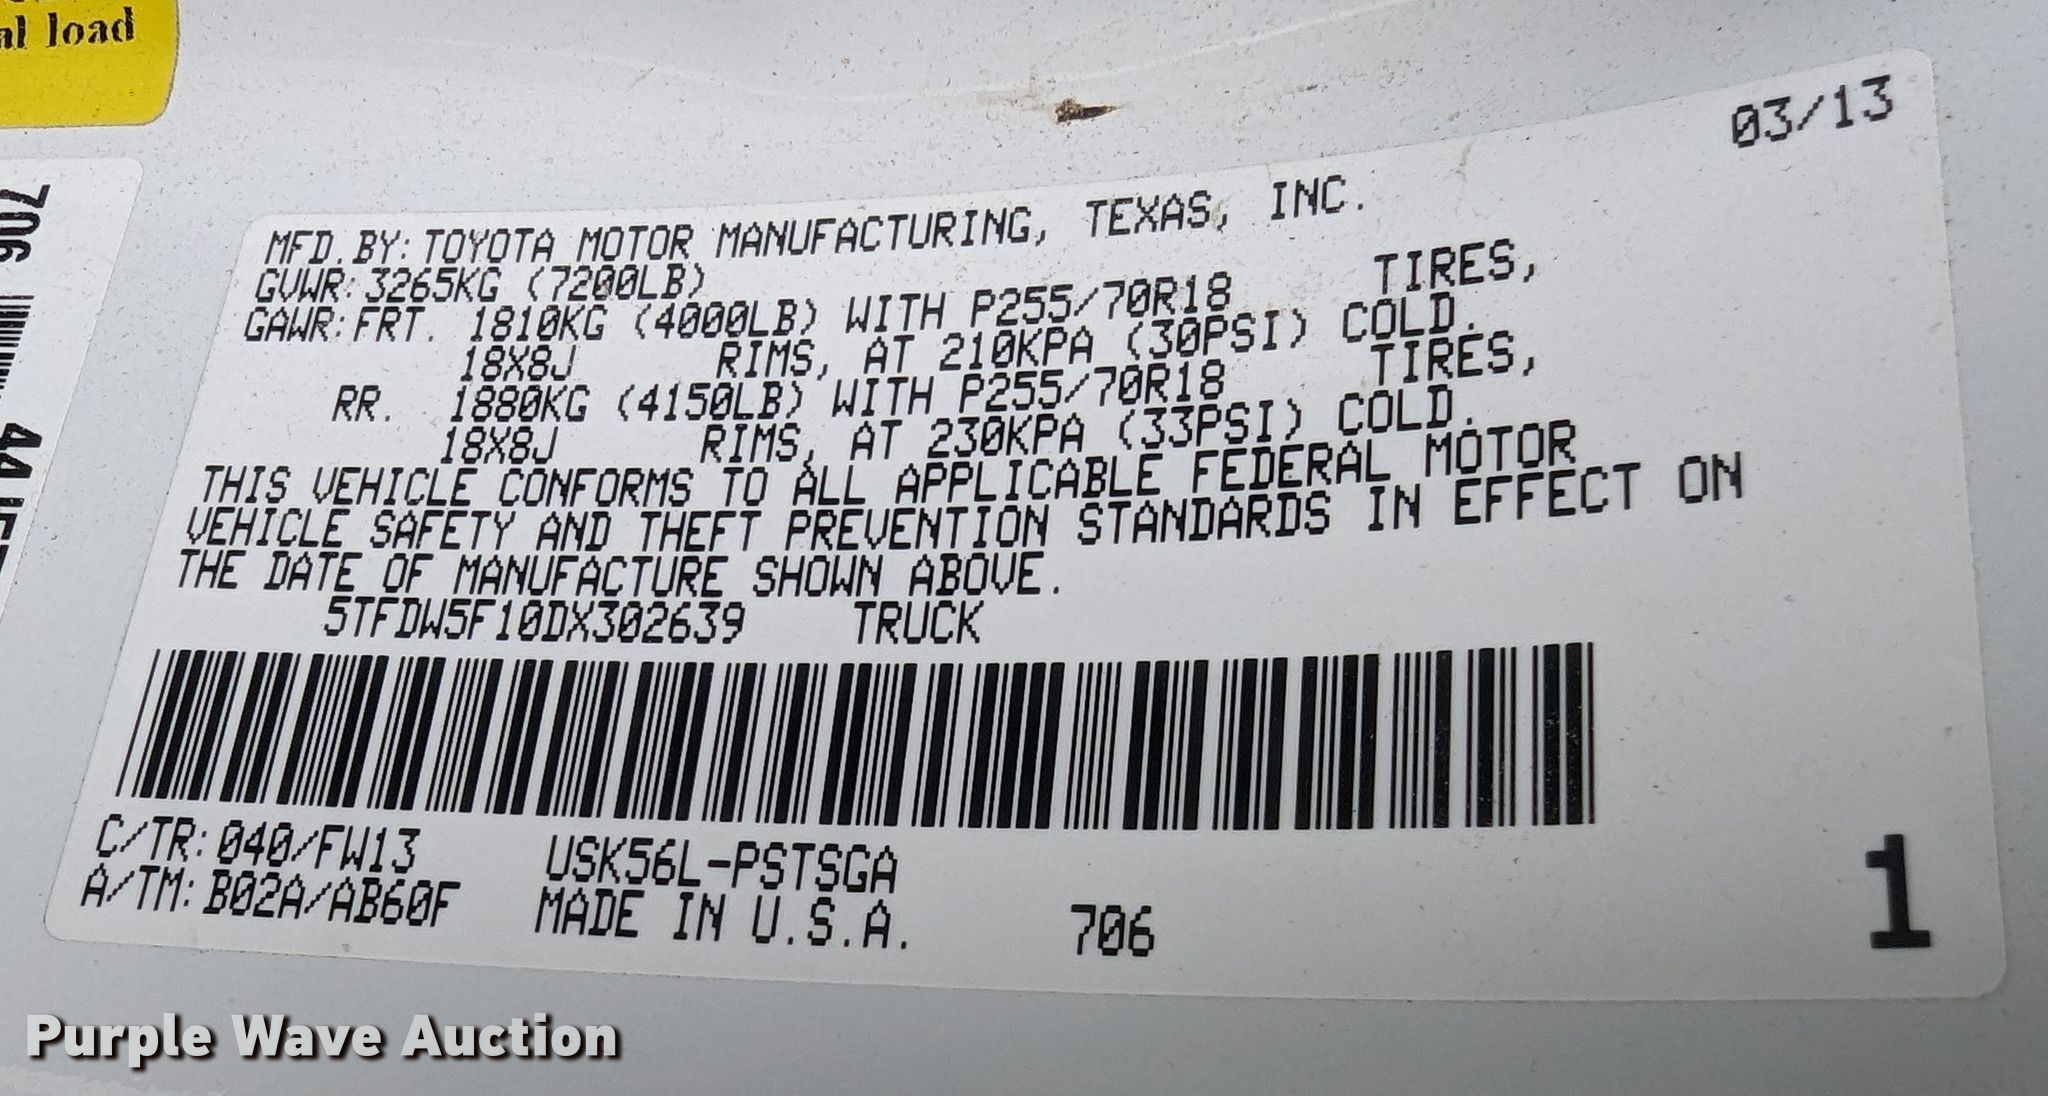 al load
03/13
MFD.BY:TOYOTA MOTOR MANUFACTURING, TEXAS, INC.
GVWR:3265KG (7200LB)
GAWR:FRT. 1810KG (4000LB) WITH P255/70R18 TIRES,
18X8J RIMS, AT 210KPA (30PSI) COLD.
RR. 1880KG (4150LB) WITH P255/70R18 TIRES,
18X8J RIMS, AT 230KPA (33PSI) COLD.
THIS VEHICLE CONFORMS TO ALL APPLICABLE FEDERAL MOTOR
VEHICLE SAFETY AND THEFT PREVENTION STANDARDS IN EFFECT ON
THE DATE OF MANUFACTURE SHOWN ABOVE.
5TFDW5F10DX302639 TRUCK
C/TR:040/FW13 USK56L-PSTSGA
A/TM:B02A/AB60F MADE IN U.S.A. 706
1
706
Purple Wave Auction